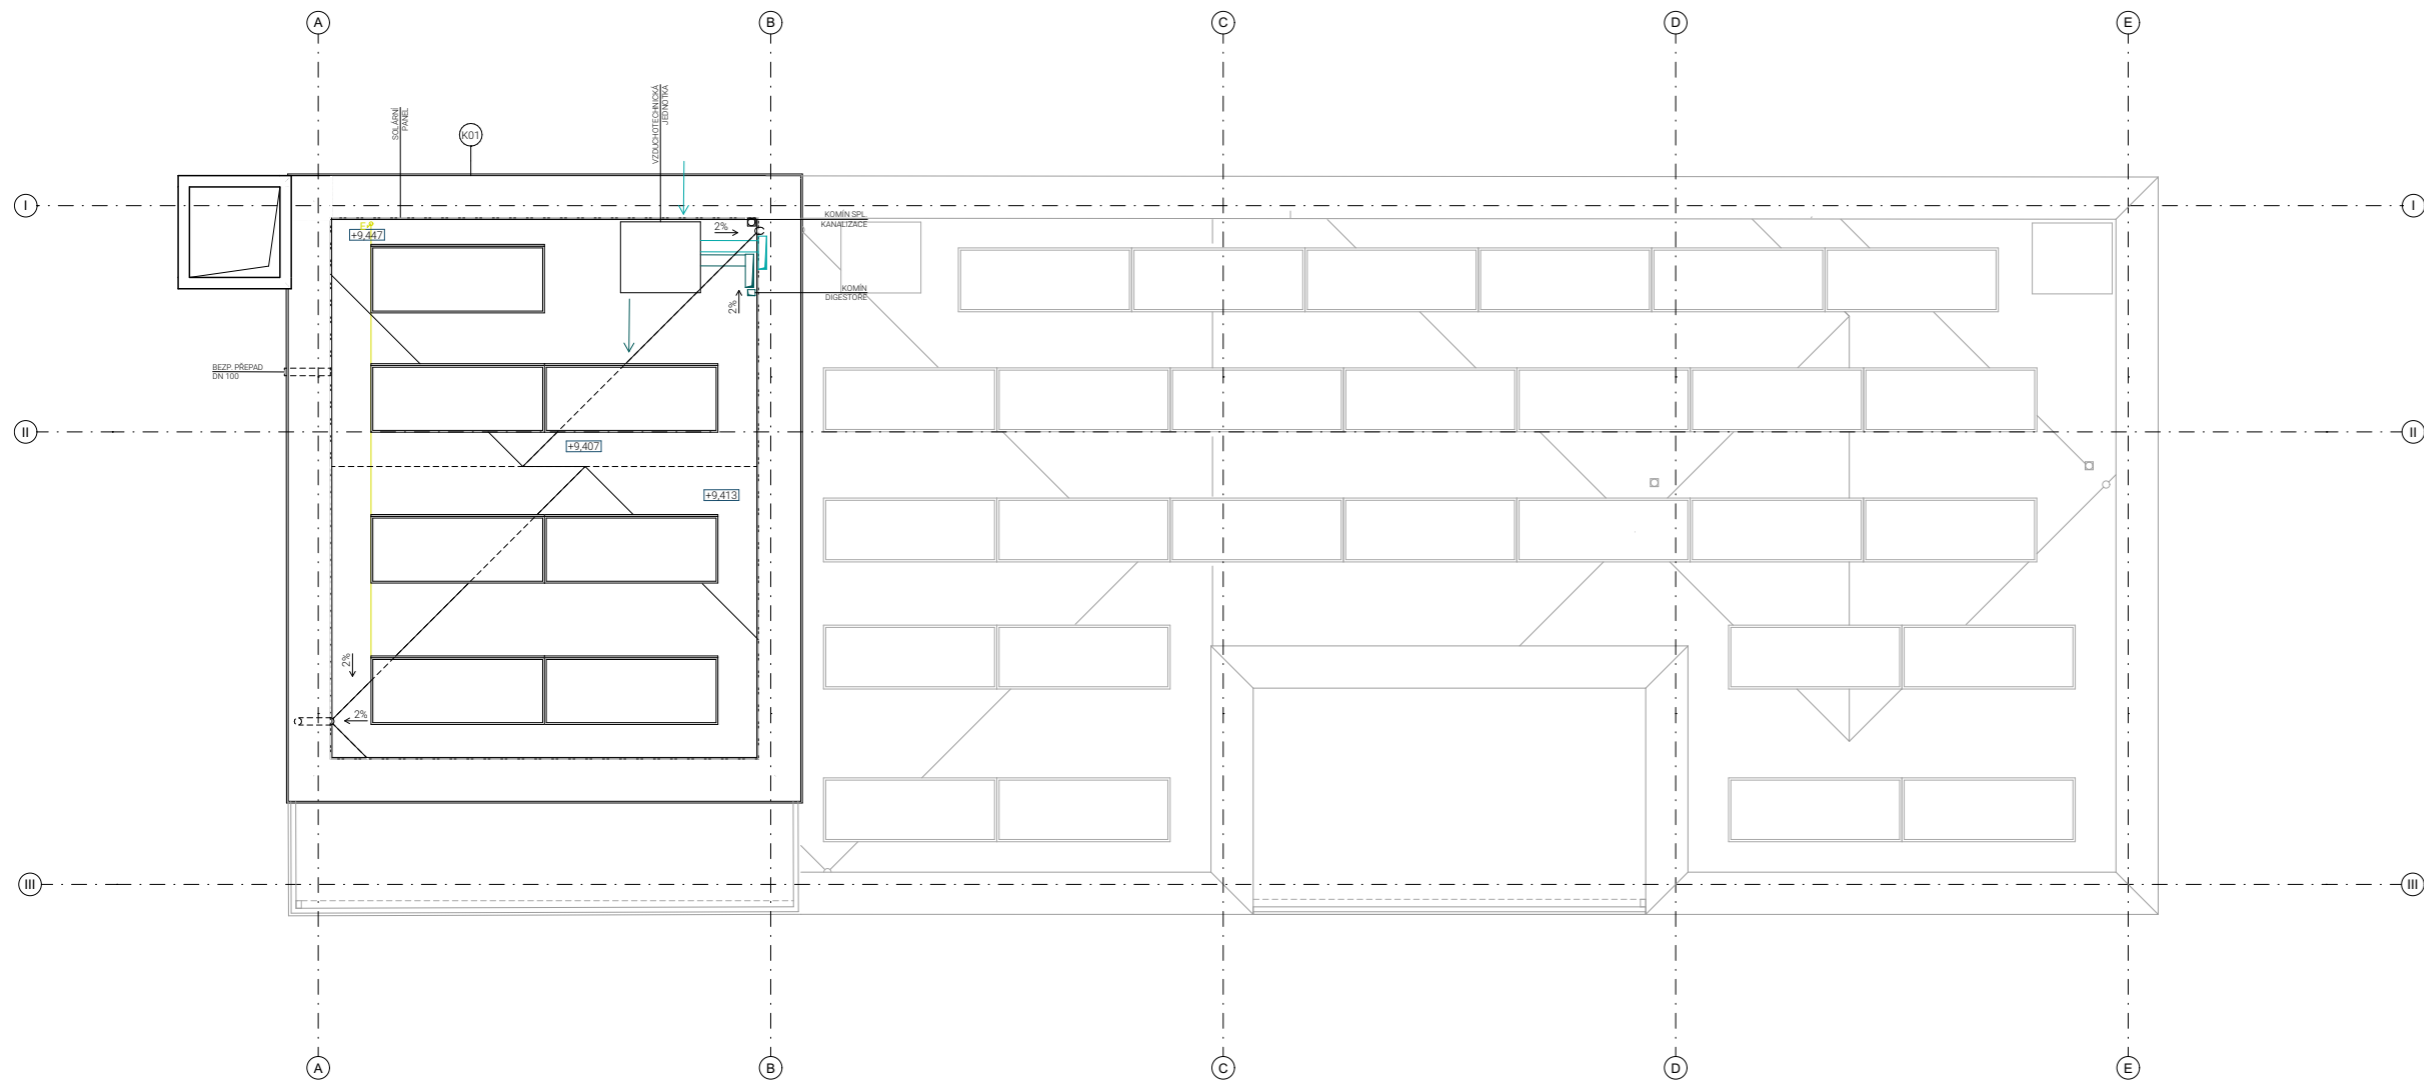 A
B
C
D
E
SOLÁRNÍ
PANEL
K01
VZDUCHOTECHNICKÁ
JEDNOTKA
I
I
KOMÍN SPL.
KANALIZACE
2%
+9,447
KOMÍN
DIGESTOŘE
2%
BEZP. PŘEPAD
DN 100
II
II
+9,407
+9,413
2%
2%
III
III
A
B
C
D
E